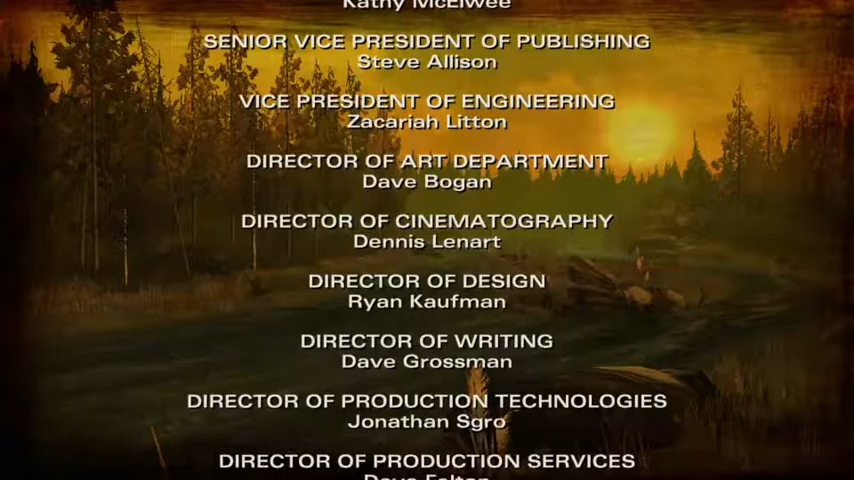 Kathy McElwee
SENIOR VICE PRESIDENT OF PUBLISHING
Steve Allison
VICE PRESIDENT OF ENGINEERING
Zacariah Litton
DIRECTOR OF ART DEPARTMENT
Dave Bogan
DIRECTOR OF CINEMATOGRAPHY
Dennis Lenart
DIRECTOR OF DESIGN
Ryan Kaufman
DIRECTOR OF WRITING
Dave Grossman
DIRECTOR OF PRODUCTION TECHNOLOGIES
Jonathan Sgro
DIRECTOR OF PRODUCTION SERVICES
Dave Felton